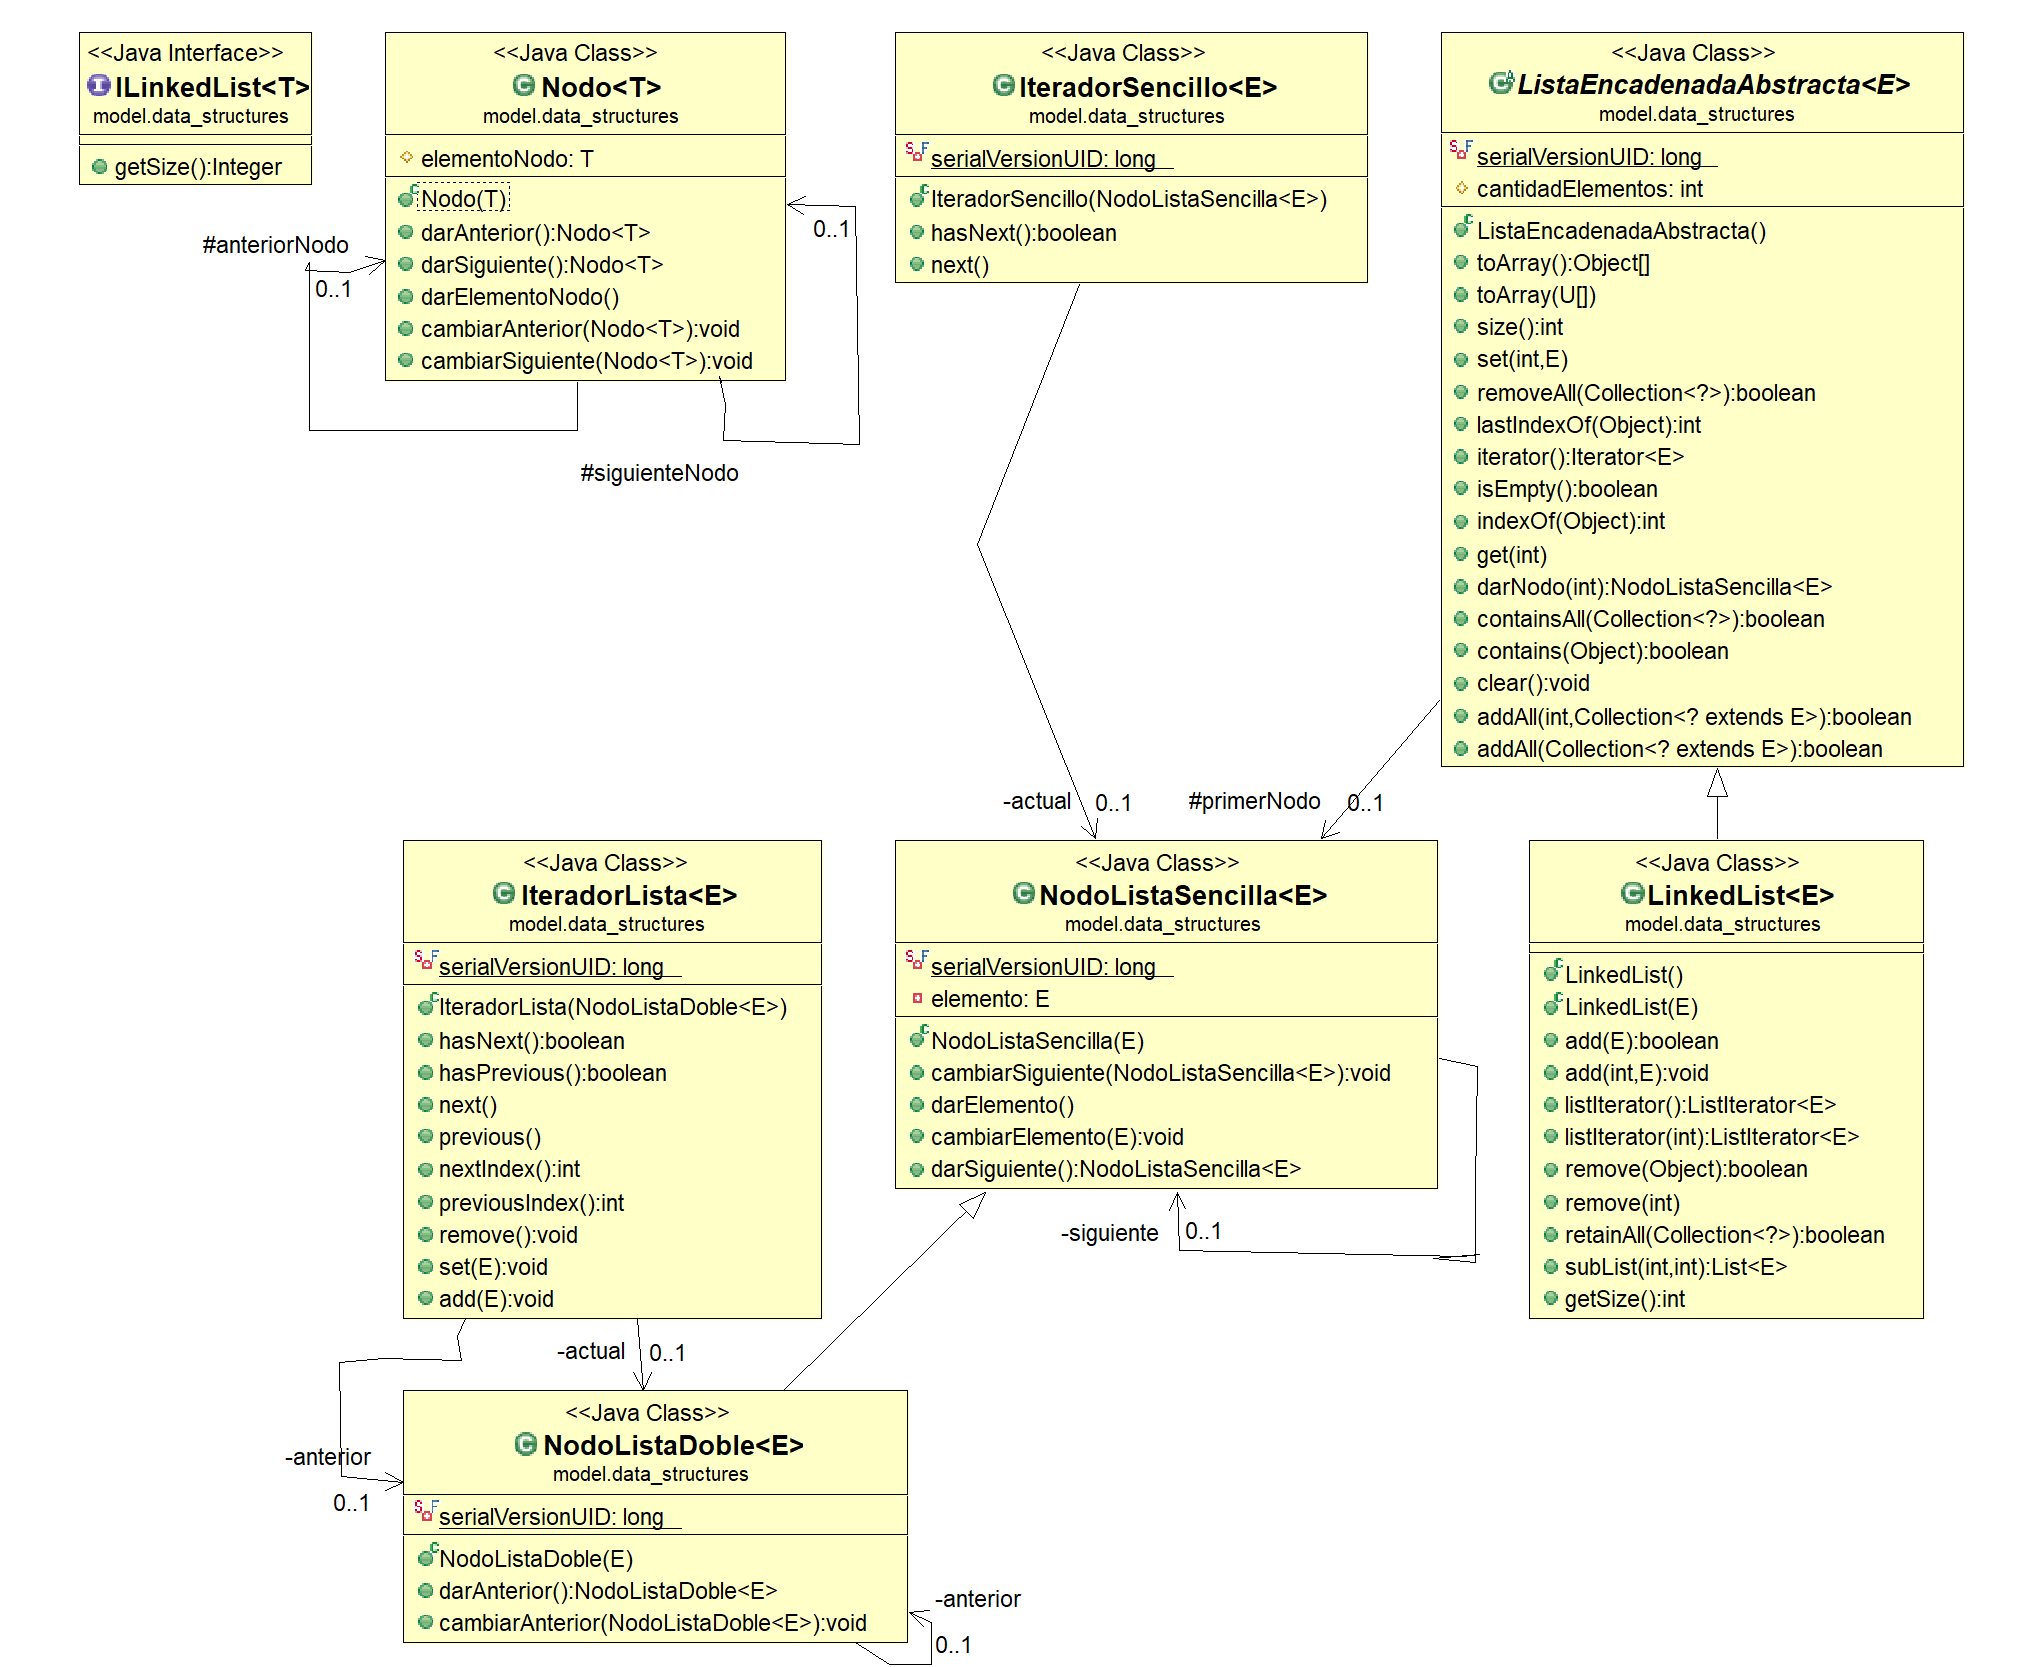 <<Java Interface>>
ILinkedList<T>
model.data_structures
getSize():Integer
<<Java Class>>
Nodo<T>
model.data_structures
elementoNodo: T
Nodo(T)
darAnterior():Nodo<T>
darSiguiente():Nodo<T>
darElementoNodo()
cambiarAnterior(Nodo<T>):void
cambiarSiguiente(Nodo<T>):void
#anteriorNodo
0..1
0..1
#siguienteNodo
<<Java Class>>
IteradorSencillo<E>
model.data_structures
serialVersionUID: long
IteradorSencillo(NodoListaSencilla<E>)
hasNext():boolean
next()
<<Java Class>>
ListaEncadenadaAbstracta<E>
model.data_structures
serialVersionUID: long
cantidadElementos: int
ListaEncadenadaAbstracta()
toArray():Object[]
toArray(U[])
size():int
set(int,E)
removeAll(Collection<?>):boolean
lastIndexOf(Object):int
iterator():Iterator<E>
isEmpty():boolean
indexOf(Object):int
get(int)
darNodo(int):NodoListaSencilla<E>
containsAll(Collection<?>):boolean
contains(Object):boolean
clear():void
addAll(int,Collection<? extends E>):boolean
addAll(Collection<? extends E>):boolean
-actual
0..1
#primerNodo
0..1
<<Java Class>>
IteradorLista<E>
model.data_structures
serialVersionUID: long
IteradorLista(NodoListaDoble<E>)
hasNext():boolean
hasPrevious():boolean
next()
previous()
nextIndex():int
previousIndex():int
remove():void
set(E):void
add(E):void
<<Java Class>>
NodoListaSencilla<E>
model.data_structures
serialVersionUID: long
elemento: E
NodoListaSencilla(E)
cambiarSiguiente(NodoListaSencilla<E>):void
darElemento()
cambiarElemento(E):void
darSiguiente():NodoListaSencilla<E>
-siguiente
0..1
<<Java Class>>
LinkedList<E>
model.data_structures
LinkedList()
LinkedList(E)
add(E):boolean
add(int,E):void
listIterator():ListIterator<E>
listIterator(int):ListIterator<E>
remove(Object):boolean
remove(int)
retainAll(Collection<?>):boolean
subList(int,int):List<E>
getSize():int
-actual
0..1
-anterior
0..1
<<Java Class>>
NodoListaDoble<E>
model.data_structures
serialVersionUID: long
NodoListaDoble(E)
darAnterior():NodoListaDoble<E>
cambiarAnterior(NodoListaDoble<E>):void
-anterior
0..1